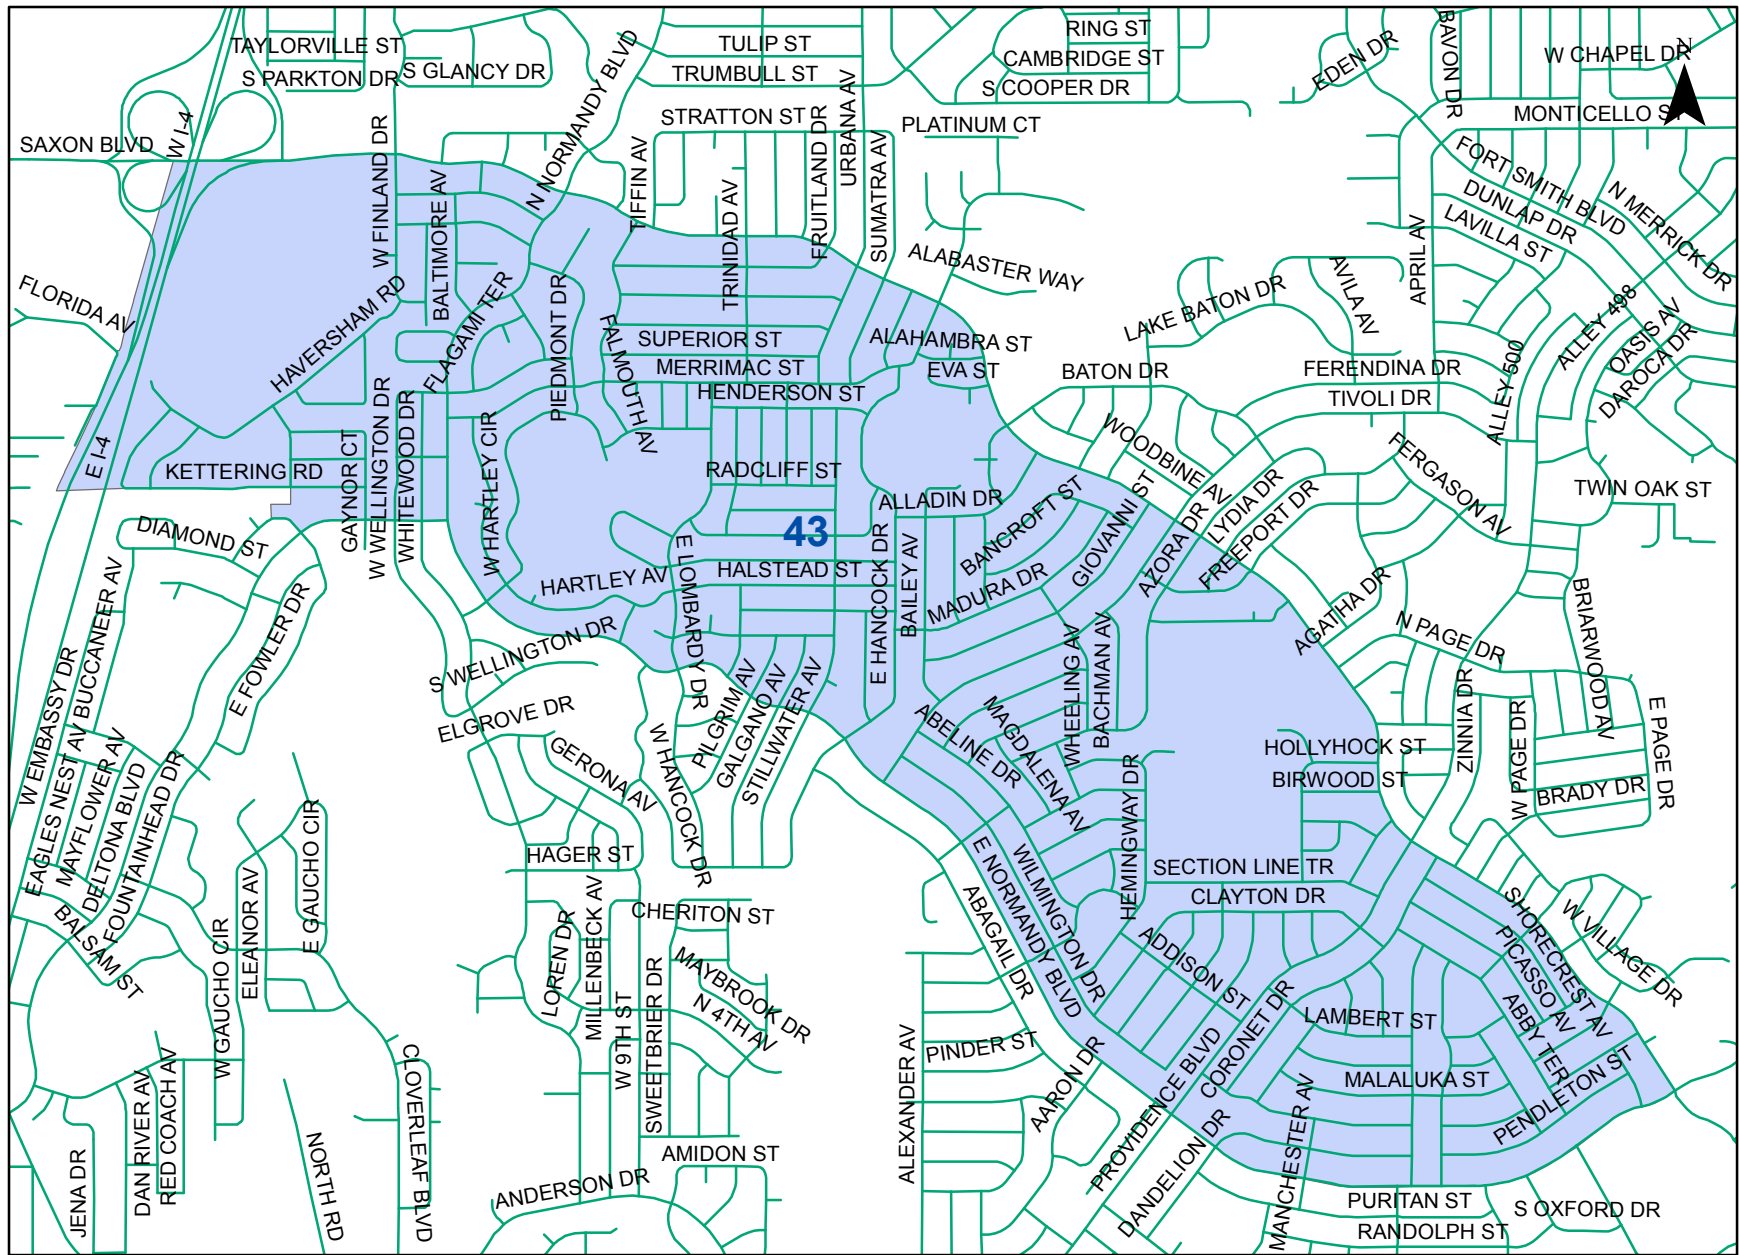 TAYLORVILLE ST
S PARKTON DR
S GLANCY DR
N NORMANDY BLVD
TULIP ST
TRUMBULL ST
RING ST
CAMBRIDGE ST
S COOPER DR
EDEN DR
BAVON DR
W CHAPEL DR
N
MONTICELLO ST
SAXON BLVD
W I-4
W FINLAND DR
STRATTON ST
FRUITLAND DR
URBANA AV
SUMATRA AV
PLATINUM CT
TIFFIN AV
TRINIDAD AV
BALTIMORE AV
FORT SMITH BLVD
DUNLAP DR
LAVILLA ST
N MERRICK DR
APRIL AV
ALABASTER WAY
FLORIDA AV
HAVERSHAM RD
FLAGAMI TER
PIEDMONT DR
FALMOUTH AV
SUPERIOR ST
MERRIMAC ST
HENDERSON ST
ALAHAMBRA ST
EVA ST
LAKE BATON DR
AVILA AV
BATON DR
FERENDINA DR
TIVOLI DR
ALLEY 500
ALLEY 498
OASIS AV
DAROCA DR
E I-4
KETTERING RD
GAYNOR CT
W WELLINGTON DR
WHITEWOOD DR
W HARTLEY CIR
RADCLIFF ST
ALLADIN DR
BANCROFT ST
GIOVANNI ST
WOODBINE AV
LYDIA DR
FREEPORT DR
AZORA DR
FERGASON AV
TWIN OAK ST
DIAMOND ST
43
E LOMBARDY DR
HALSTEAD ST
HARTLEY AV
E HANCOCK DR
BAILEY AV
MADURA DR
AGATHA DR
N PAGE DR
BRIARWOOD AV
BUCCANEER AV
E FOWLER DR
S WELLINGTON DR
ELGROVE DR
GERONA AV
W HANCOCK DR
PILGRIM AV
GALGANO AV
STILLWATER AV
WHEELING AV
BACHMAN AV
MAGDALENA AV
ABELINE DR
HEMINGWAY DR
HOLLYHOCK ST
BIRWOOD ST
ZINNIA DR
W PAGE DR
E PAGE DR
BRADY DR
W EMBASSY DR
EAGLES NEST AV
MAYFLOWER AV
DELTONA BLVD
FOUNTAINHEAD DR
BALSAM ST
E GAUCHO CIR
ELEANOR AV
W GAUCHO CIR
HAGER ST
CHERITON ST
LOREN DR
MILLENBECK AV
W 9TH ST
SWEETBRIER DR
MAYBROOK DR
N 4TH AV
E NORMANDY BLVD
WILMINGTON DR
ABAGAIL DR
SECTION LINE TR
CLAYTON DR
ADDISON ST
SHORECREST AV
PICASSO AV
W VILLAGE DR
ABBY TER
LAMBERT ST
MALALUKA ST
PENDLETON ST
PROVIDENCE BLVD
CORONET DR
MANCHESTER AV
PINDER ST
AARON DR
ALEXANDER AV
DANDELION DR
MANCHESTER AV
PURITAN ST
RANDOLPH ST
S OXFORD DR
JENA DR
DAN RIVER AV
RED COACH AV
NORTH RD
CLOVERLEAF BLVD
ANDERSON DR
AMIDON ST